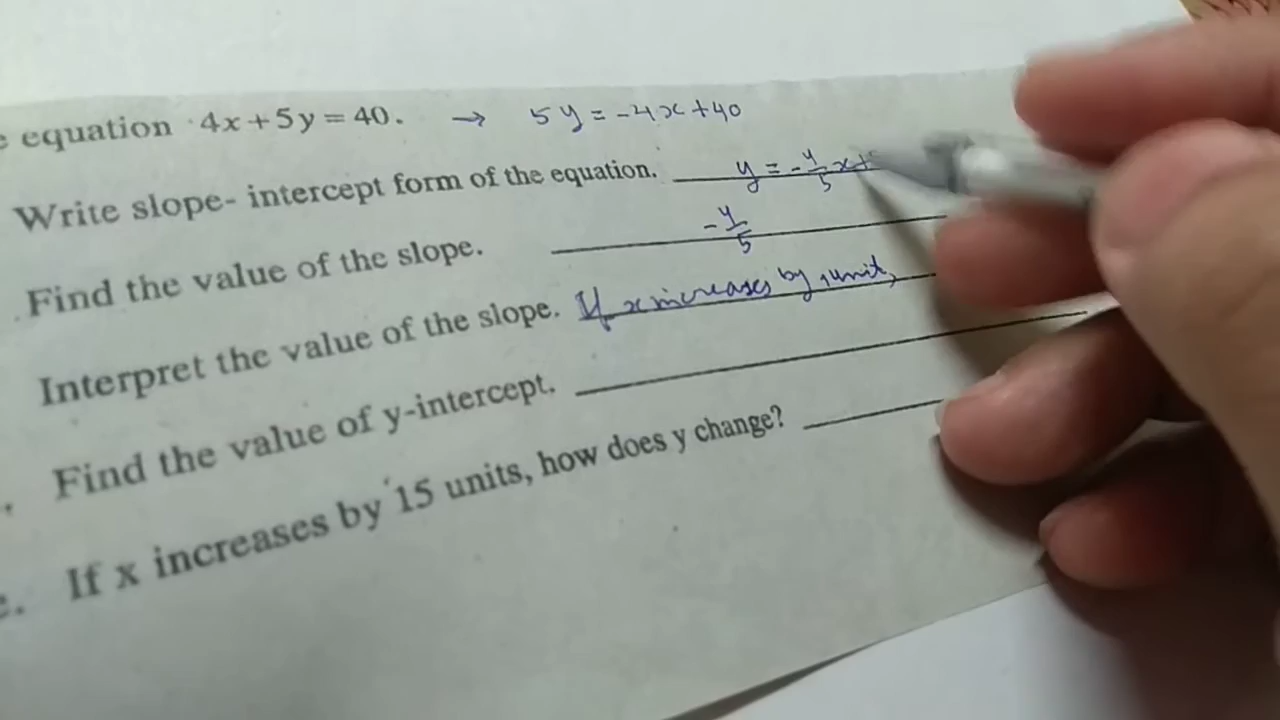 equation 4x+5y=40. → 5y = -4x+40
Write slope- intercept form of the equation. y = -4/5 x+
Find the value of the slope. -4/5
Interpret the value of the slope. If x increases by 1 unit,
Find the value of y-intercept.
e. If x increases by 15 units, how does y change?